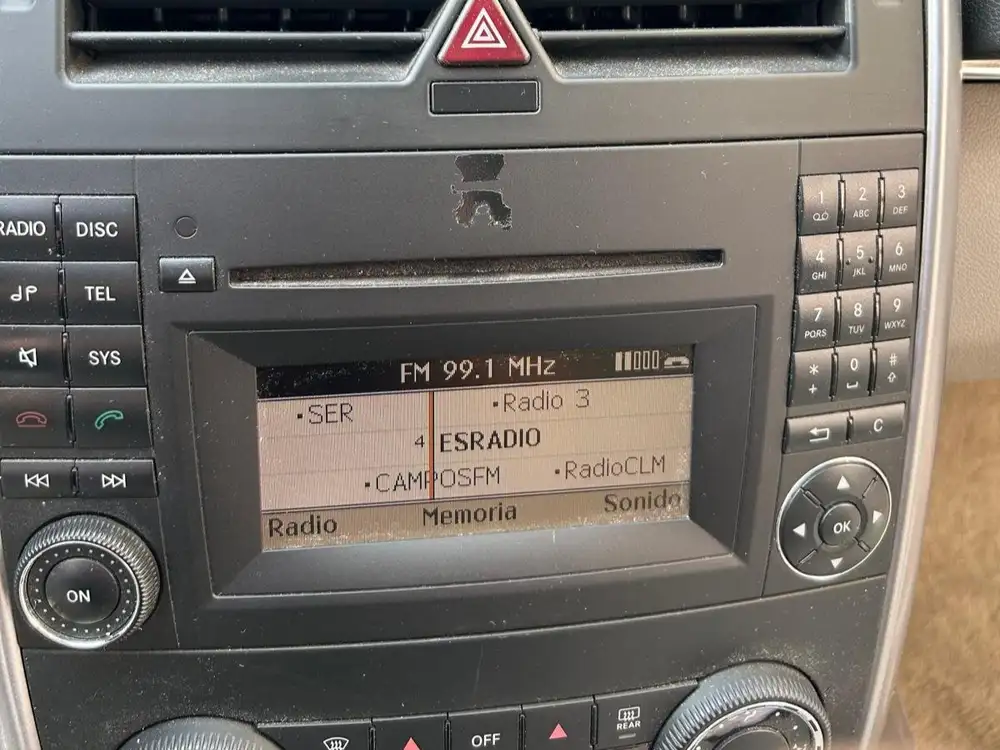 RADIO
DISC
TEL
SYS
ON
FM 99.1 MHz
SER
Radio 3
4 ESRADIO
CAMPOSFM
RadioCLM
Radio Memoria Sonido
1 2 ABC 3 DEF
4 GHI 5 JKL 6 MNO
7 PQRS 8 TUV 9 WXYZ
* + 0 #
C
OK
OFF
REAR